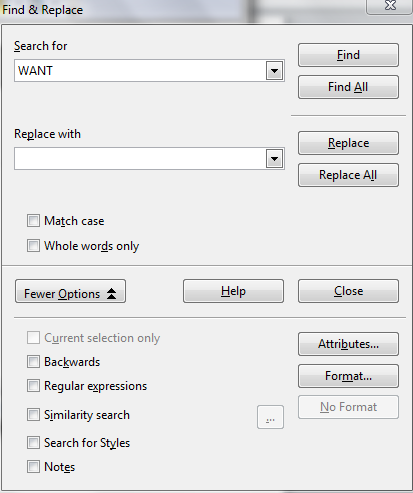 Find & Replace
Search for
WANT
Find
Find All
Replace with
Replace
Replace All
Match case
Whole words only
Fewer Options
Help
Close
Current selection only
Attributes...
Backwards
Format...
Regular expressions
No Format
Similarity search
...
Search for Styles
Notes